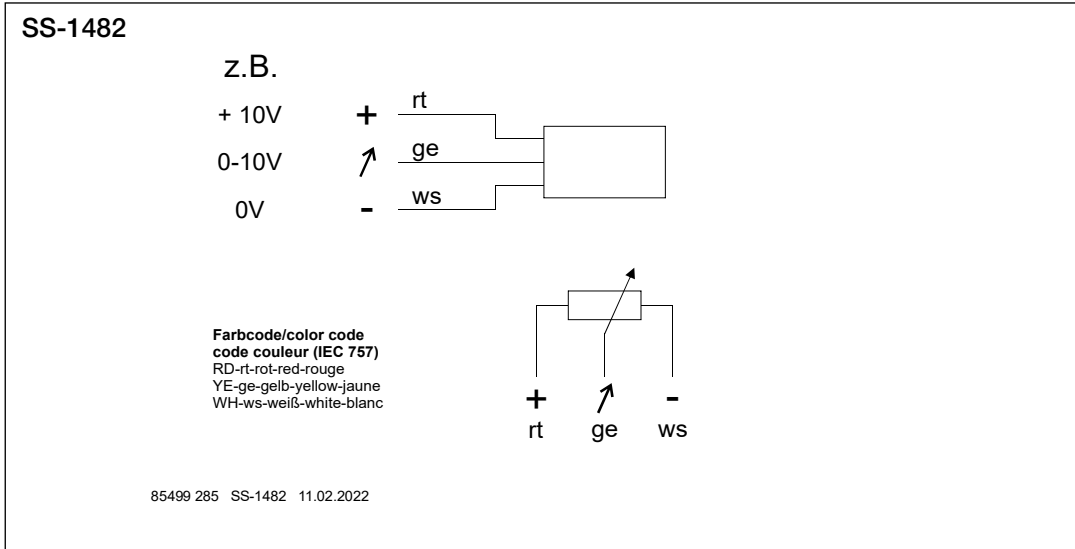 SS-1482
z.B.
+ 10V + rt
0-10V ge
0V - ws
Farbcode/color code
code couleur (IEC 757)
RD-rt-rot-red-rouge
YE-ge-gelb-yellow-jaune
WH-ws-weiß-white-blanc
+ -
rt ge ws
85499 285 SS-1482 11.02.2022